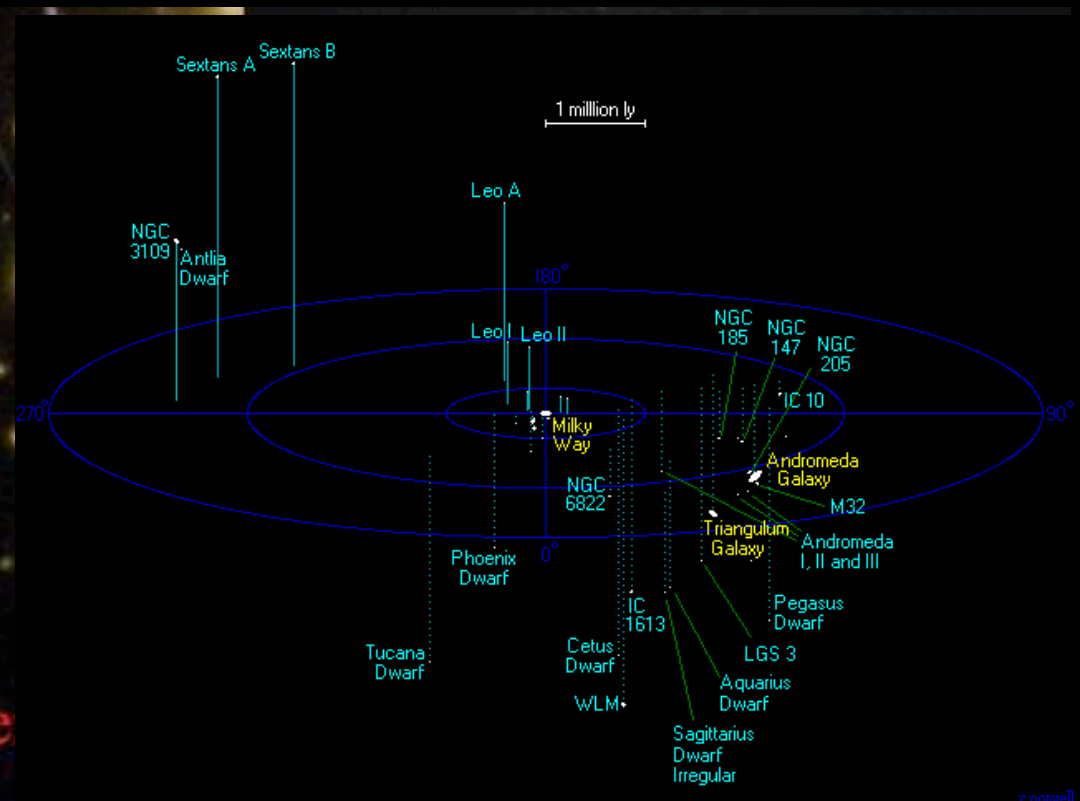 Sextans A
Sextans B
1 milllion ly
Leo A
NGC
3109
Antlia
Dwarf
180°
Leo I
Leo II
NGC
185
NGC
147
NGC
205
270°
IC 10
90°
Milky
Way
Andromeda
Galaxy
NGC
6822
M32
Triangulum
Galaxy
Andromeda
I, II and III
0°
Phoenix
Dwarf
IC
1613
Pegasus
Dwarf
Tucana
Dwarf
Cetus
Dwarf
LGS 3
WLM
Aquarius
Dwarf
Sagittarius
Dwarf
Irregular